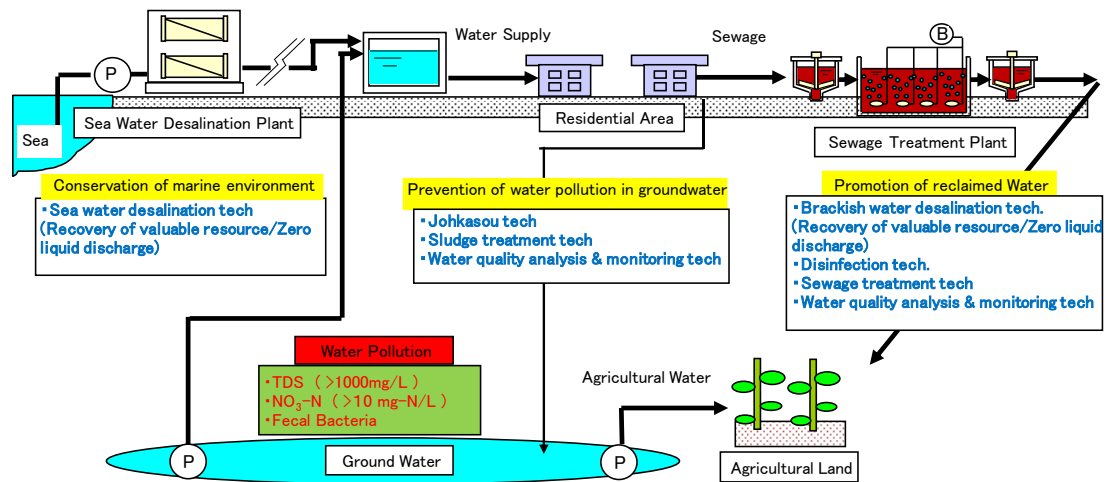 Water Supply
Sewage
B
P
Sea
Sea Water Desalination Plant
Residential Area
Sewage Treatment Plant
Conservation of marine environment
・Sea water desalination tech
(Recovery of valuable resource/Zero
liquid discharge)
Prevention of water pollution in groundwater
・Johkasou tech
・Sludge treatment tech
・Water quality analysis & monitoring tech
Promotion of reclaimed Water
・Brackish water desalination tech.
(Recovery of valuable resource/Zero liquid
discharge)
・Disinfection tech.
・Sewage treatment tech
・Water quality analysis & monitoring tech
Water Pollution
・TDS (>1000mg/L)
・NO₃-N (>10 mg-N/L)
・Fecal Bacteria
Agricultural Water
P
Ground Water
P
Agricultural Land